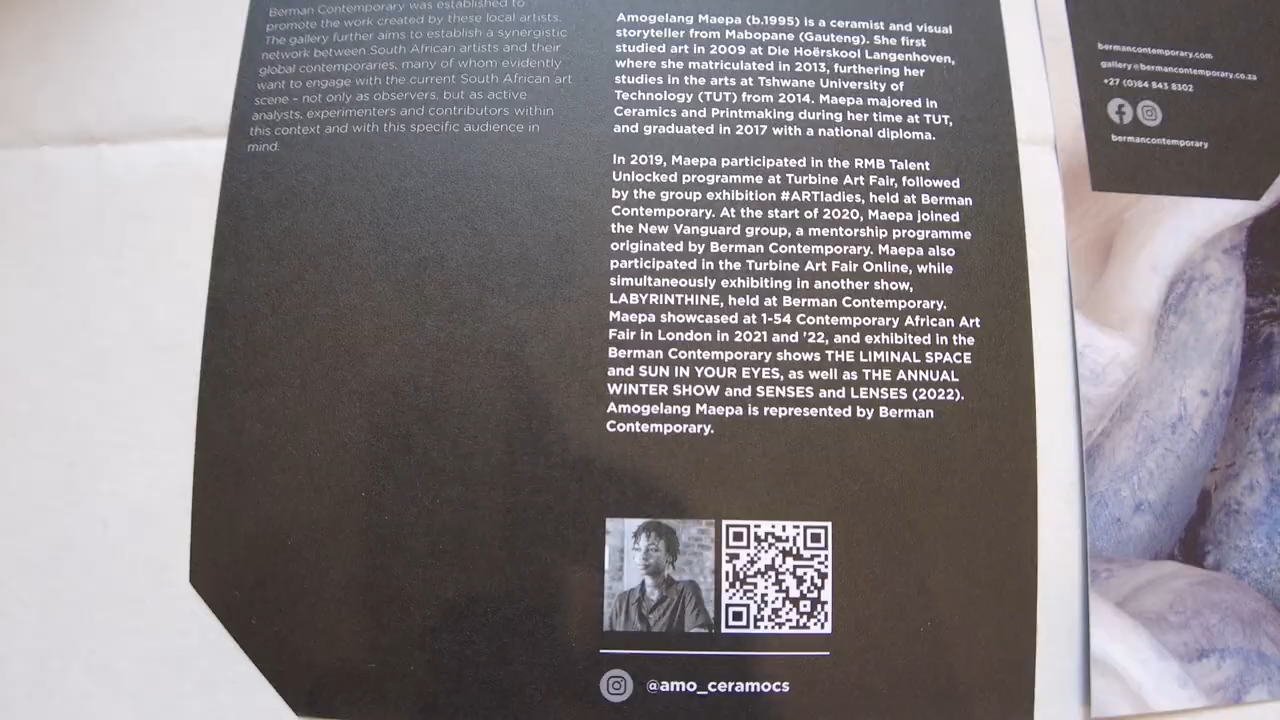 Berman Contemporary was established to
promote the work created by these local artists.
The gallery further aims to establish a synergistic
network between South African artists and their
global contemporaries, many of whom evidently
want to engage with the current South African art
scene – not only as observers, but as active
analysts, experimenters and contributors within
this context and with this specific audience in
mind.
Amogelang Maepa (b.1995) is a ceramist and visual
storyteller from Mabopane (Gauteng). She first
studied art in 2009 at Die Hoërskool Langenhoven,
where she matriculated in 2013, furthering her
studies in the arts at Tshwane University of
Technology (TUT) from 2014. Maepa majored in
Ceramics and Printmaking during her time at TUT,
and graduated in 2017 with a national diploma.
In 2019, Maepa participated in the RMB Talent
Unlocked programme at Turbine Art Fair, followed
by the group exhibition #ARTladies, held at Berman
Contemporary. At the start of 2020, Maepa joined
the New Vanguard group, a mentorship programme
originated by Berman Contemporary. Maepa also
participated in the Turbine Art Fair Online, while
simultaneously exhibiting in another show,
LABYRINTHINE, held at Berman Contemporary.
Maepa showcased at 1-54 Contemporary African Art
Fair in London in 2021 and '22, and exhibited in the
Berman Contemporary shows THE LIMINAL SPACE
and SUN IN YOUR EYES, as well as THE ANNUAL
WINTER SHOW and SENSES and LENSES (2022).
Amogelang Maepa is represented by Berman
Contemporary.
@amo_ceramocs
bermancontemporary.com
gallery@bermancontemporary.co.za
+27 (0)84 843 8302
bermancontemporary